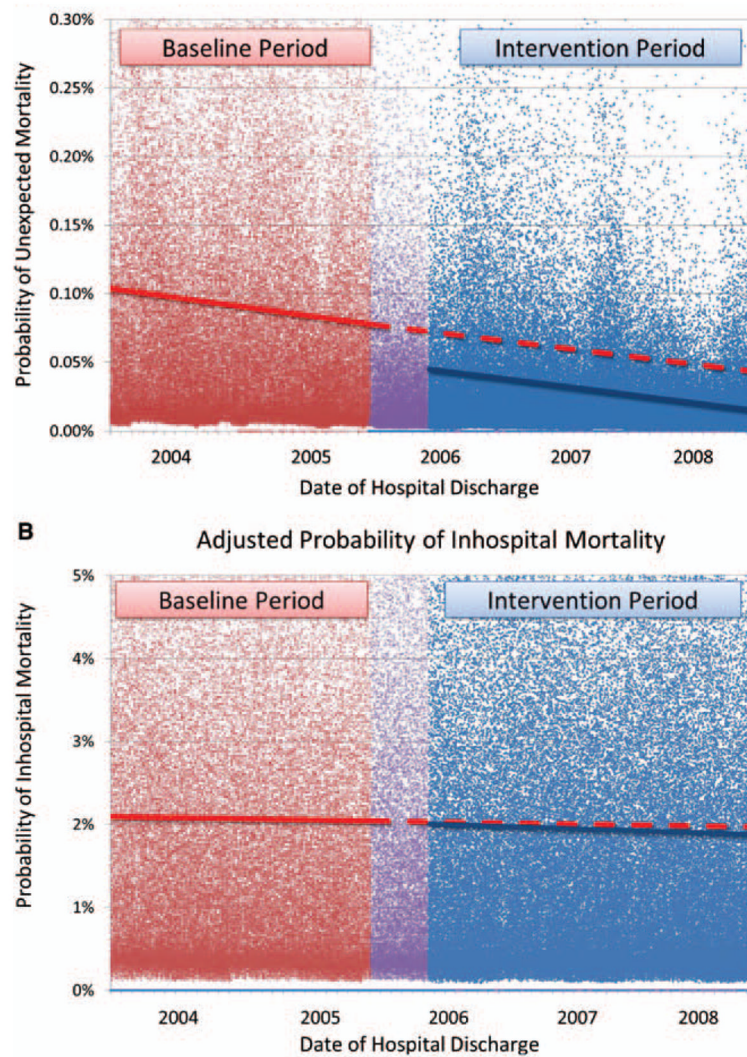 0.30%
Baseline Period
Intervention Period
0.25%
0.20%
0.15%
0.10%
0.05%
0.00%
Probability of Unexpected Mortality
2004 2005 2006 2007 2008
Date of Hospital Discharge
B Adjusted Probability of Inhospital Mortality
5%
Baseline Period
Intervention Period
4%
3%
2%
1%
0%
Probability of Inhospital Mortality
2004 2005 2006 2007 2008
Date of Hospital Discharge